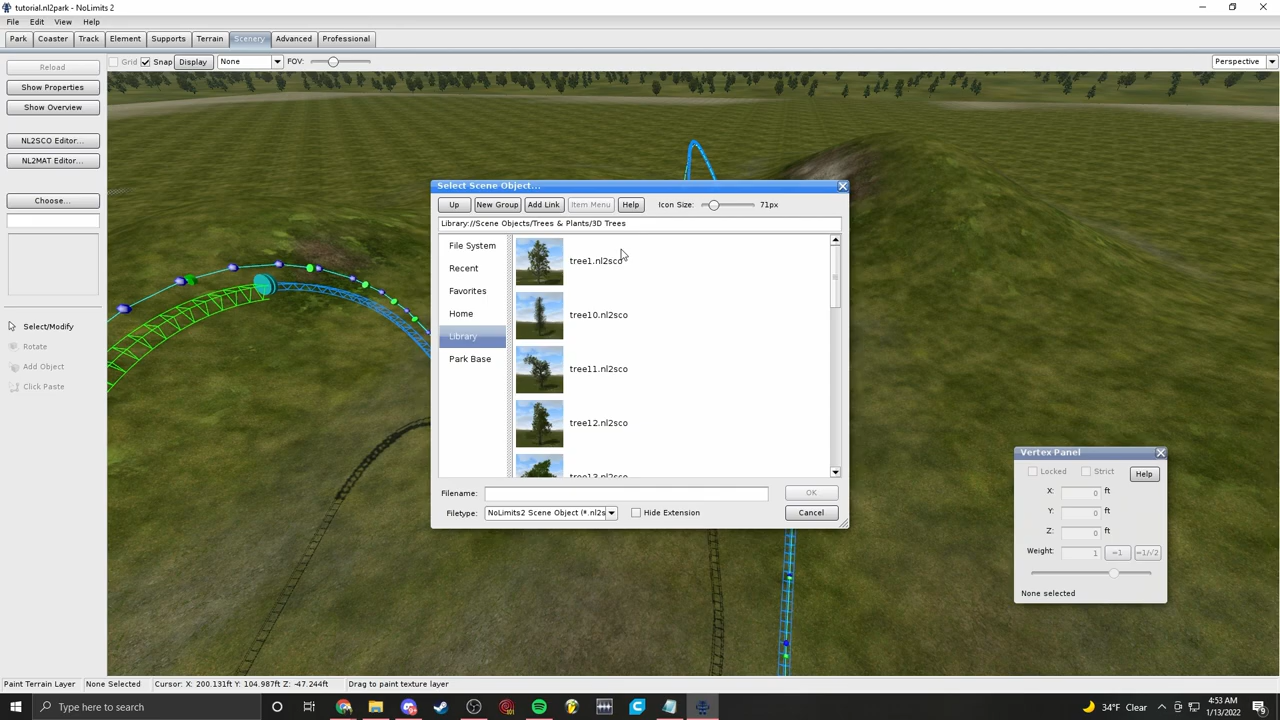 tutorial.nl2park - NoLimits 2
File Edit View Help
Park Coaster Track Element Supports Terrain Scenery Advanced Professional
Reload Grid Snap Display None FOV: Perspective
Show Properties
Show Overview
NL2SCO Editor...
NL2MAT Editor...
Choose...
Select/Modify
Rotate
Add Object
Click Paste
Select Scene Object...
Up New Group Add Link Item Menu Help Icon Size: 71px
Library://Scene Objects/Trees & Plants/3D Trees
File System
Recent
Favorites
Home
Library
Park Base
tree1.nl2sco
tree10.nl2sco
tree11.nl2sco
tree12.nl2sco
tree13.nl2sco
Filename: OK
Filetype: NoLimits2 Scene Object (*.nl2s Hide Extension Cancel
Vertex Panel
Locked Strict Help
X: 0 ft
Y: 0 ft
Z: 0 ft
Weight: 1 =1 =1/√2
None selected
Paint Terrain Layer None Selected Cursor: X: 200.131ft Y: 104.987ft Z: -47.244ft Drag to paint texture layer
Type here to search
34°F Clear
4:53 AM
1/13/2022